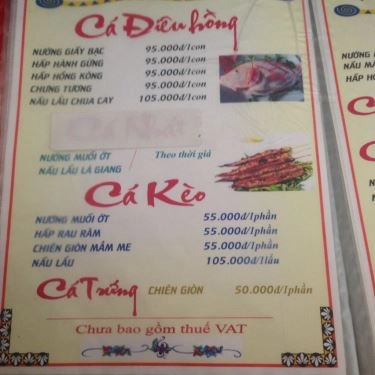 Cá Điêu hồng
NƯỚNG GIẤY BẠC 95.000đ/1con
HẤP HÀNH GỪNG 95.000đ/1con
HẤP HỒNG KÔNG 95.000đ/1con
CHƯNG TƯƠNG 95.000đ/1con
NẤU LẨU CHUA CAY 105.000đ/1con
NƯỚNG MUỐI ỚT Theo thời giá
NẤU LẨU LÁ GIANG
Cá Kèo
NƯỚNG MUỐI ỚT 55.000đ/1phần
HẤP RAU RĂM 55.000đ/1phần
CHIÊN GIÒN MẮM ME 55.000đ/1phần
NẤU LẨU 105.000đ/1lẩu
Cá Trứng CHIÊN GIÒN 50.000đ/1phần
Chưa bao gồm thuế VAT